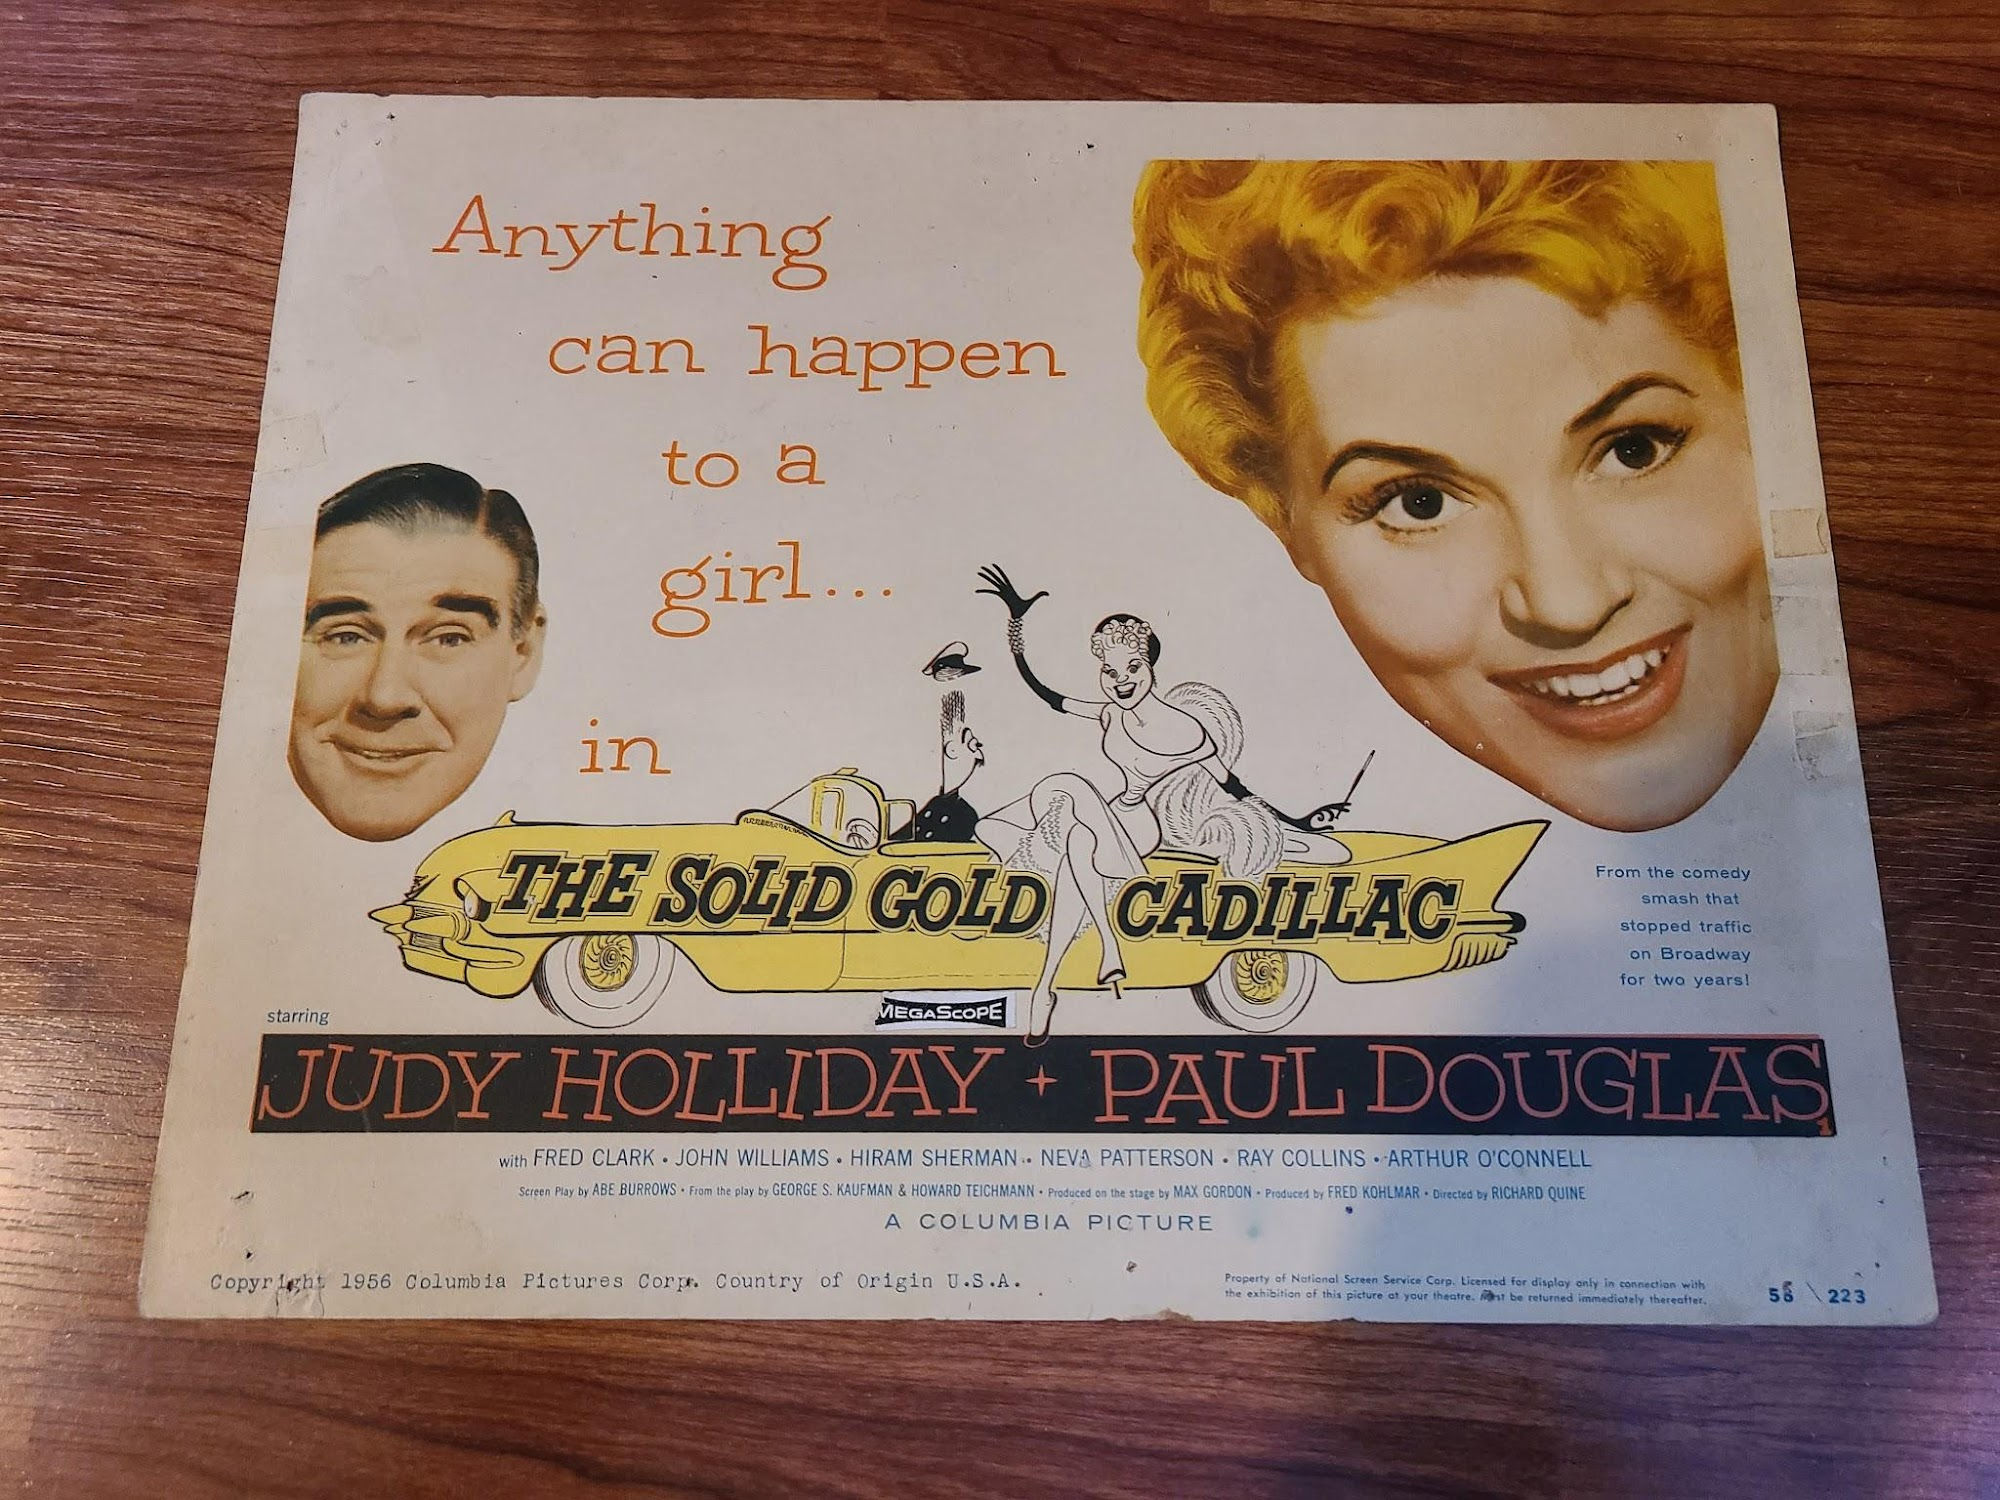 Anything
can happen
to a
girl...
in
THE SOLID GOLD CADILLAC
From the comedy
smash that
stopped traffic
on Broadway
for two years!
MEGASCOPE
starring
JUDY HOLLIDAY + PAUL DOUGLAS
1
with FRED CLARK • JOHN WILLIAMS • HIRAM SHERMAN • NEVA PATTERSON • RAY COLLINS • ARTHUR O'CONNELL
Screen Play by ABE BURROWS • From the play by GEORGE S. KAUFMAN & HOWARD TEICHMANN • Produced on the stage by MAX GORDON • Produced by FRED KOHLMAR • Directed by RICHARD QUINE
A COLUMBIA PICTURE
Copyright 1956 Columbia Pictures Corp. Country of Origin U.S.A.
Property of National Screen Service Corp. Licensed for display only in connection with
the exhibition of this picture at your theatre. Must be returned immediately thereafter.
56 \ 223